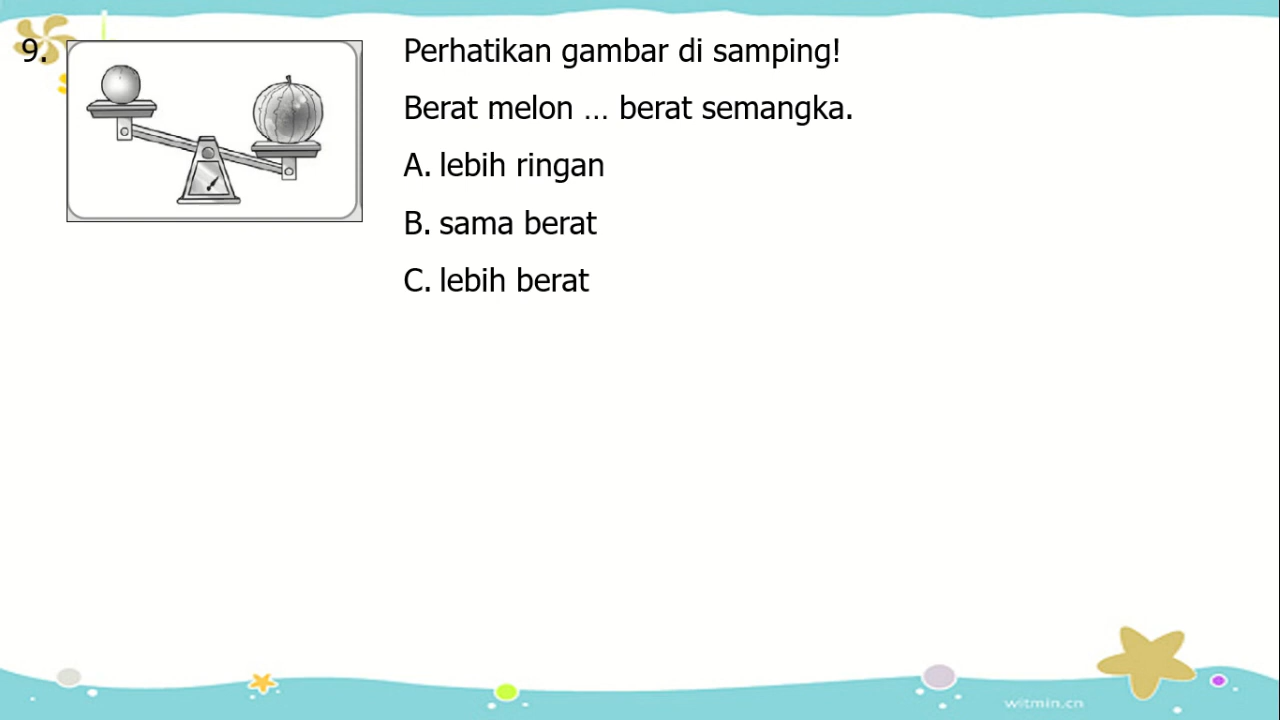 9.
Perhatikan gambar di samping!
Berat melon ... berat semangka.
A. lebih ringan
B. sama berat
C. lebih berat
witmin.cn